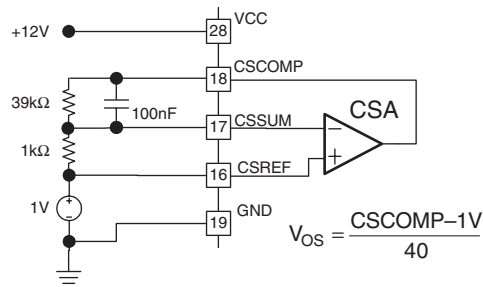 VCC
+12V
28
CSCOMP
18
39kΩ
100nF
CSA
CSSUM
17
1kΩ
CSREF
16
1V
GND
19
V_OS = CSCOMP–1V / 40